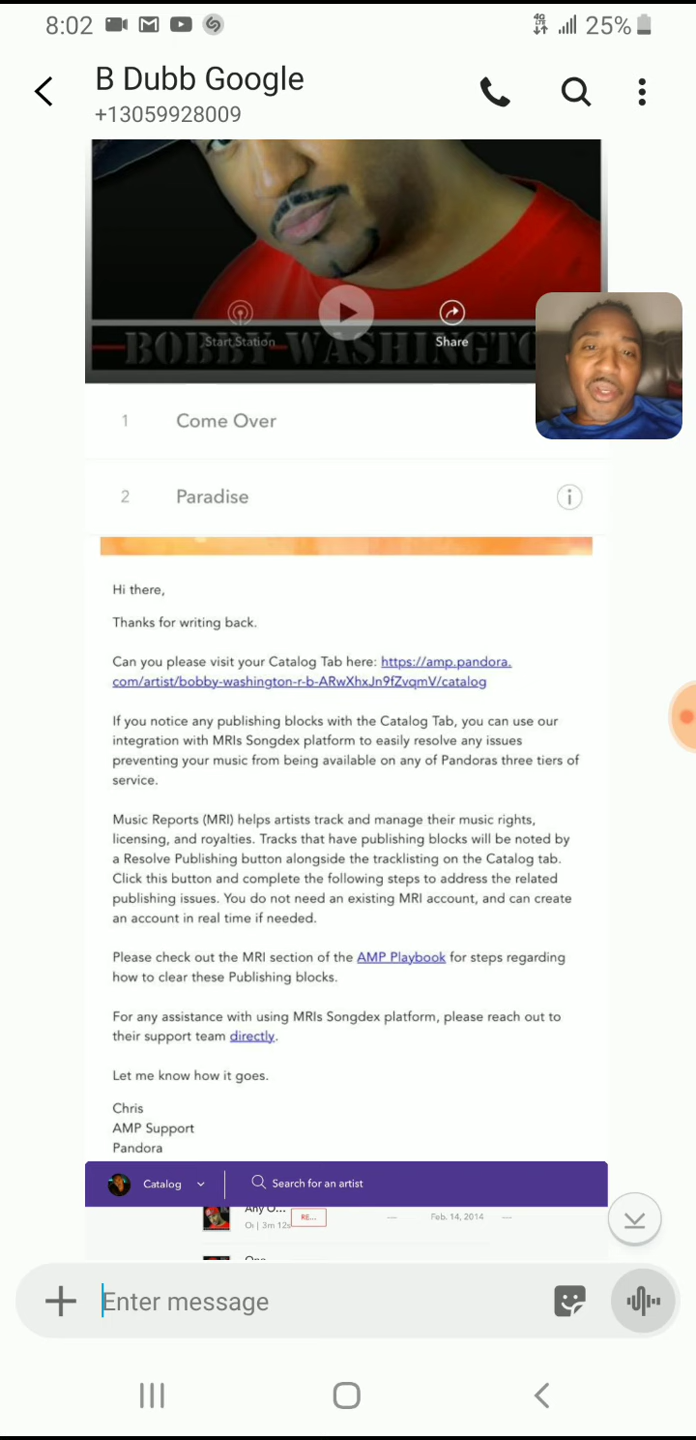 8:02
4G LTE 25%
B Dubb Google
+13059928009
BOBBY WASHINGTO
Start Station
Share
1 Come Over
2 Paradise
Hi there,
Thanks for writing back.
Can you please visit your Catalog Tab here: https://amp.pandora.
com/artist/bobby-washington-r-b-ARwXhxJn9fZvqmV/catalog
If you notice any publishing blocks with the Catalog Tab, you can use our
integration with MRIs Songdex platform to easily resolve any issues
preventing your music from being available on any of Pandoras three tiers of
service.
Music Reports (MRI) helps artists track and manage their music rights,
licensing, and royalties. Tracks that have publishing blocks will be noted by
a Resolve Publishing button alongside the tracklisting on the Catalog tab.
Click this button and complete the following steps to address the related
publishing issues. You do not need an existing MRI account, and can create
an account in real time if needed.
Please check out the MRI section of the AMP Playbook for steps regarding
how to clear these Publishing blocks.
For any assistance with using MRIs Songdex platform, please reach out to
their support team directly.
Let me know how it goes.
Chris
AMP Support
Pandora
Catalog
Search for an artist
Any O...
RE...
Feb. 14, 2014
3m 12s
Enter message